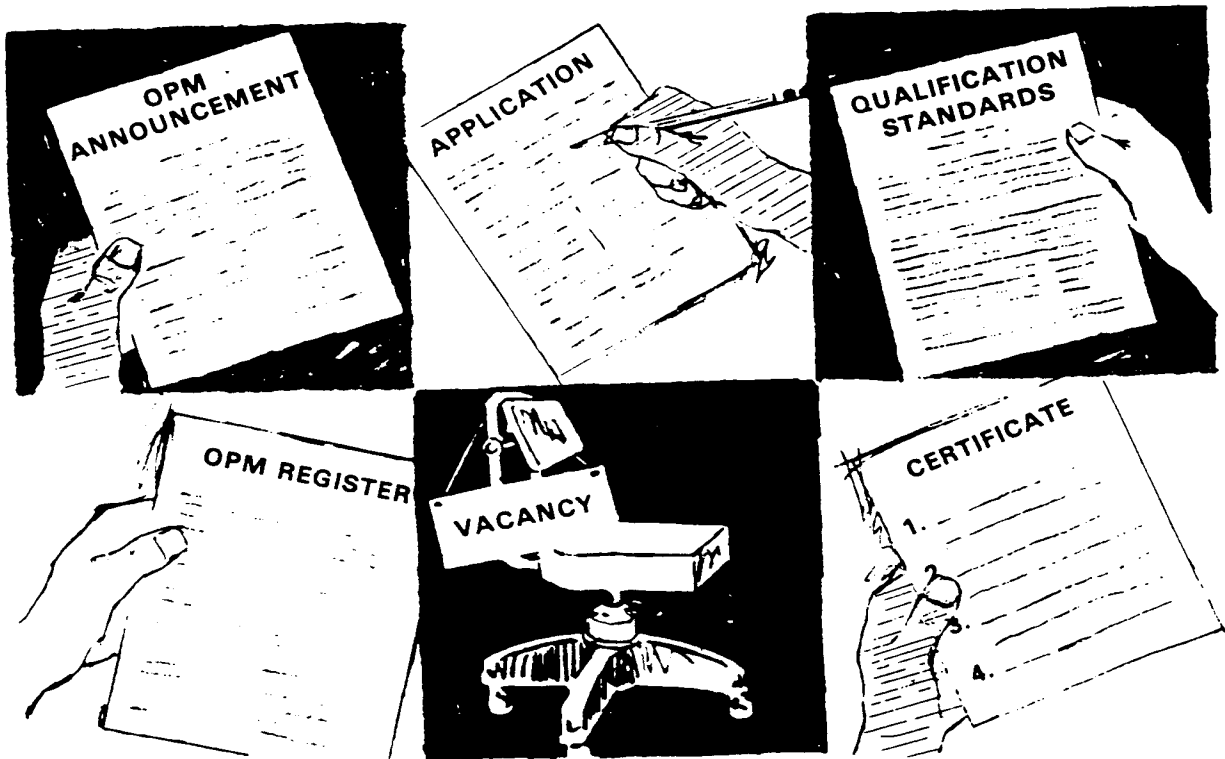 OPM
ANNOUNCEMENT
APPLICATION
QUALIFICATION
STANDARDS
OPM REGISTER
VACANCY
CERTIFICATE
1.
2
3.
4.